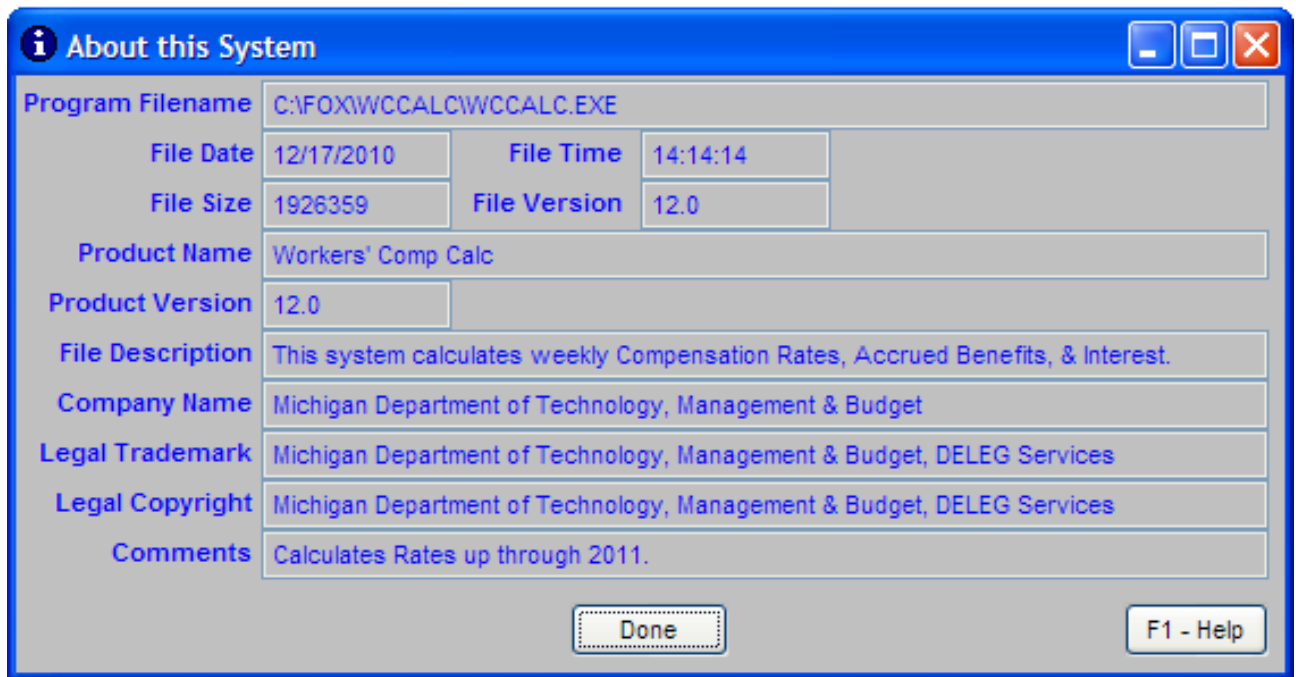 About this System
Program Filename C:\FOX\WCCALC\WCCALC.EXE
File Date 12/17/2010 File Time 14:14:14
File Size 1926359 File Version 12.0
Product Name Workers' Comp Calc
Product Version 12.0
File Description This system calculates weekly Compensation Rates, Accrued Benefits, & Interest.
Company Name Michigan Department of Technology, Management & Budget
Legal Trademark Michigan Department of Technology, Management & Budget, DELEG Services
Legal Copyright Michigan Department of Technology, Management & Budget, DELEG Services
Comments Calculates Rates up through 2011.
Done F1 - Help